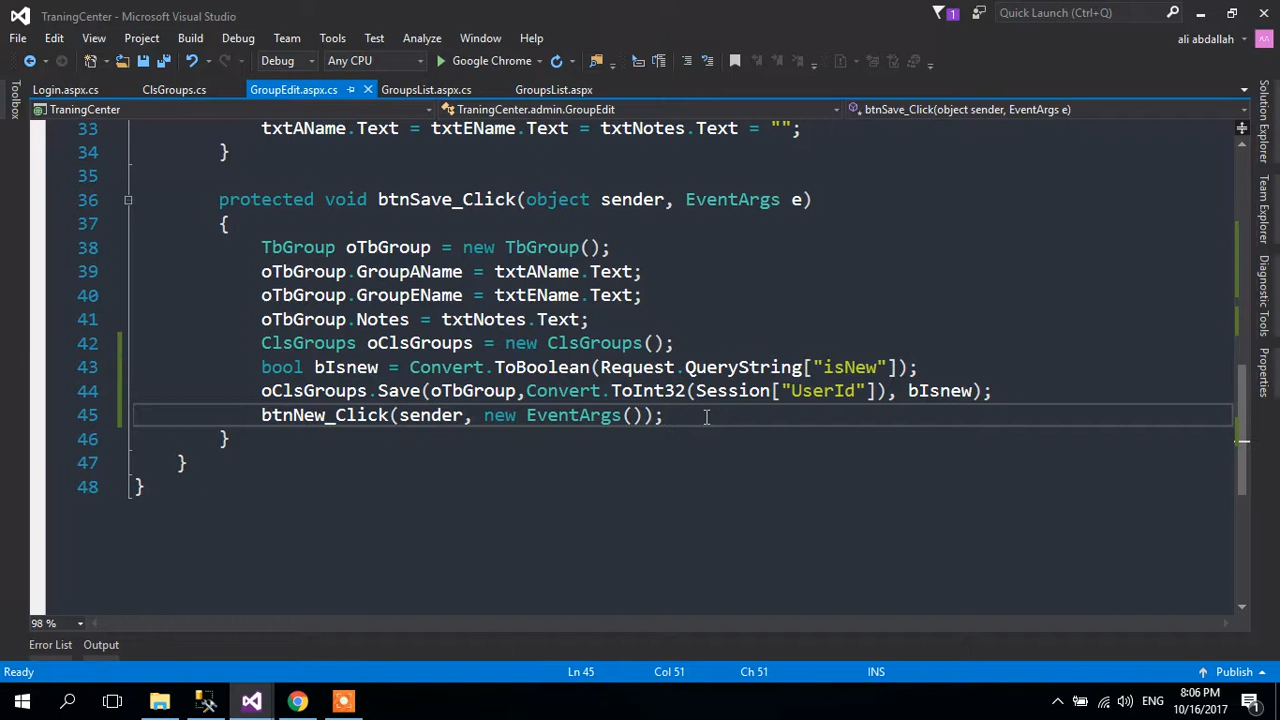 TraningCenter - Microsoft Visual Studio
1
Quick Launch (Ctrl+Q)
File Edit View Project Build Debug Team Tools Test Analyze Window Help
ali abdallah
Debug Any CPU Google Chrome
Login.aspx.cs ClsGroups.cs GroupEdit.aspx.cs GroupsList.aspx.cs GroupsList.aspx
TraningCenter TraningCenter.admin.GroupEdit btnSave_Click(object sender, EventArgs e)
Toolbox
Solution Explorer
Team Explorer
Diagnostic Tools
Properties
33 txtAName.Text = txtEName.Text = txtNotes.Text = "";
34 }
35
36 protected void btnSave_Click(object sender, EventArgs e)
37 {
38 TbGroup oTbGroup = new TbGroup();
39 oTbGroup.GroupAName = txtAName.Text;
40 oTbGroup.GroupEName = txtEName.Text;
41 oTbGroup.Notes = txtNotes.Text;
42 ClsGroups oClsGroups = new ClsGroups();
43 bool bIsnew = Convert.ToBoolean(Request.QueryString["isNew"]);
44 oClsGroups.Save(oTbGroup,Convert.ToInt32(Session["UserId"]), bIsnew);
45 btnNew_Click(sender, new EventArgs());
46 }
47 }
48 }
98 %
Error List Output
Ready Ln 45 Col 51 Ch 51 INS Publish
ENG
8:06 PM
10/16/2017
1